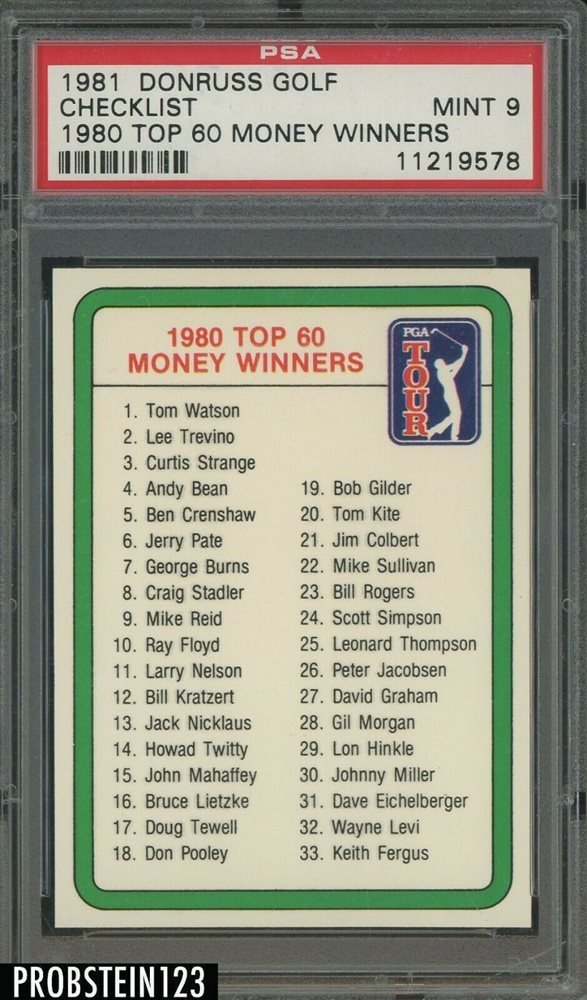 PSA
1981 DONRUSS GOLF
CHECKLIST MINT 9
1980 TOP 60 MONEY WINNERS
11219578
1980 TOP 60
MONEY WINNERS
PGA
TOUR
1. Tom Watson
2. Lee Trevino
3. Curtis Strange
4. Andy Bean
5. Ben Crenshaw
6. Jerry Pate
7. George Burns
8. Craig Stadler
9. Mike Reid
10. Ray Floyd
11. Larry Nelson
12. Bill Kratzert
13. Jack Nicklaus
14. Howad Twitty
15. John Mahaffey
16. Bruce Lietzke
17. Doug Tewell
18. Don Pooley
19. Bob Gilder
20. Tom Kite
21. Jim Colbert
22. Mike Sullivan
23. Bill Rogers
24. Scott Simpson
25. Leonard Thompson
26. Peter Jacobsen
27. David Graham
28. Gil Morgan
29. Lon Hinkle
30. Johnny Miller
31. Dave Eichelberger
32. Wayne Levi
33. Keith Fergus
PROBSTEIN123